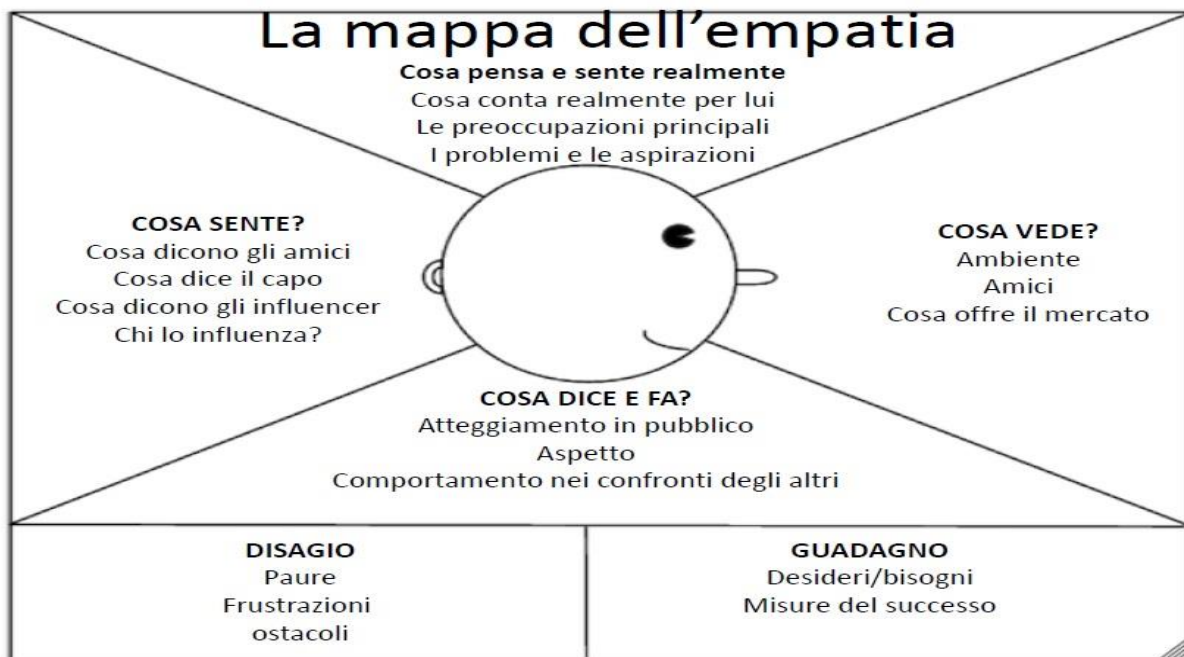 La mappa dell’empatia
Cosa pensa e sente realmente
Cosa conta realmente per lui
Le preoccupazioni principali
I problemi e le aspirazioni
COSA SENTE?
Cosa dicono gli amici
Cosa dice il capo
Cosa dicono gli influencer
Chi lo influenza?
COSA VEDE?
Ambiente
Amici
Cosa offre il mercato
COSA DICE E FA?
Atteggiamento in pubblico
Aspetto
Comportamento nei confronti degli altri
DISAGIO
Paure
Frustrazioni
ostacoli
GUADAGNO
Desideri/bisogni
Misure del successo